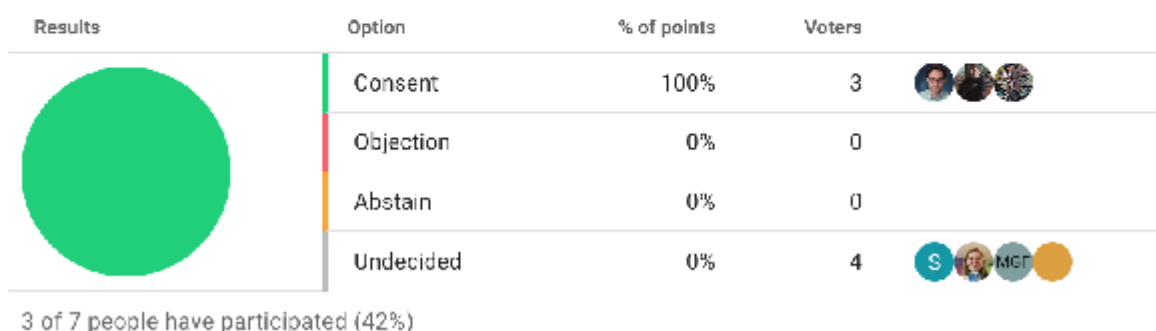 Results Option % of points Voters
Consent 100% 3
Objection 0% 0
Abstain 0% 0
Undecided 0% 4 S MGF
3 of 7 people have participated (42%)